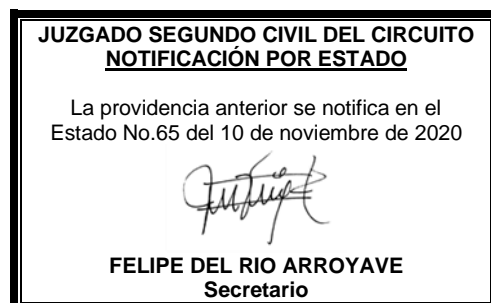 JUZGADO SEGUNDO CIVIL DEL CIRCUITO
NOTIFICACIÓN POR ESTADO
La providencia anterior se notifica en el
Estado No.65 del 10 de noviembre de 2020
FELIPE DEL RIO ARROYAVE
Secretario